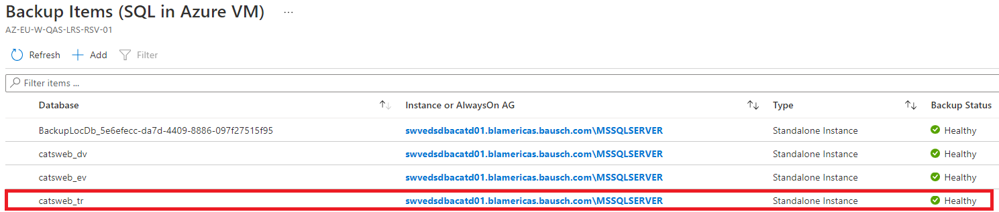 Backup Items (SQL in Azure VM) ...
AZ-EU-W-QAS-LRS-RSV-01
Refresh Add Filter
Filter items ...
Database Instance or AlwaysOn AG Type Backup Status
BackupLocDb_5e6efecc-da7d-4409-8886-097f27515f95 swvedsdbacatd01.blamericas.bausch.com\MSSQLSERVER Standalone Instance Healthy
catsweb_dv swvedsdbacatd01.blamericas.bausch.com\MSSQLSERVER Standalone Instance Healthy
catsweb_ev swvedsdbacatd01.blamericas.bausch.com\MSSQLSERVER Standalone Instance Healthy
catsweb_tr swvedsdbacatd01.blamericas.bausch.com\MSSQLSERVER Standalone Instance Healthy